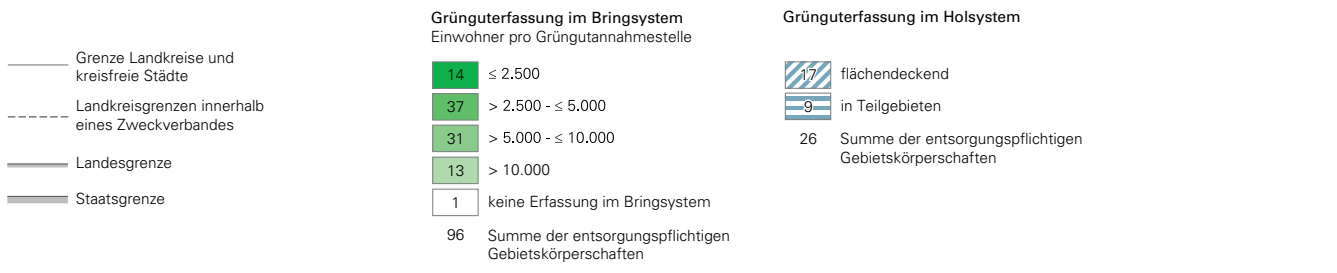 Grenze Landkreise und
kreisfreie Städte
Landkreisgrenzen innerhalb
eines Zweckverbandes
Landesgrenze
Staatsgrenze
Grünguterfassung im Bringsystem
Einwohner pro Grüngutannahmestelle
14 ≤ 2.500
37 > 2.500 - ≤ 5.000
31 > 5.000 - ≤ 10.000
13 > 10.000
1 keine Erfassung im Bringsystem
96 Summe der entsorgungspflichtigen
Gebietskörperschaften
Grünguterfassung im Holsystem
17 flächendeckend
9 in Teilgebieten
26 Summe der entsorgungspflichtigen
Gebietskörperschaften